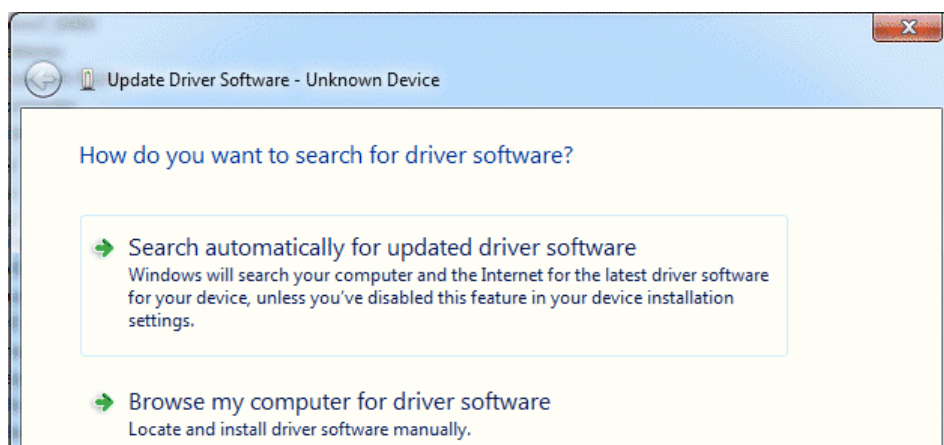 Update Driver Software - Unknown Device
How do you want to search for driver software?
Search automatically for updated driver software
Windows will search your computer and the Internet for the latest driver software
for your device, unless you've disabled this feature in your device installation
settings.
Browse my computer for driver software
Locate and install driver software manually.